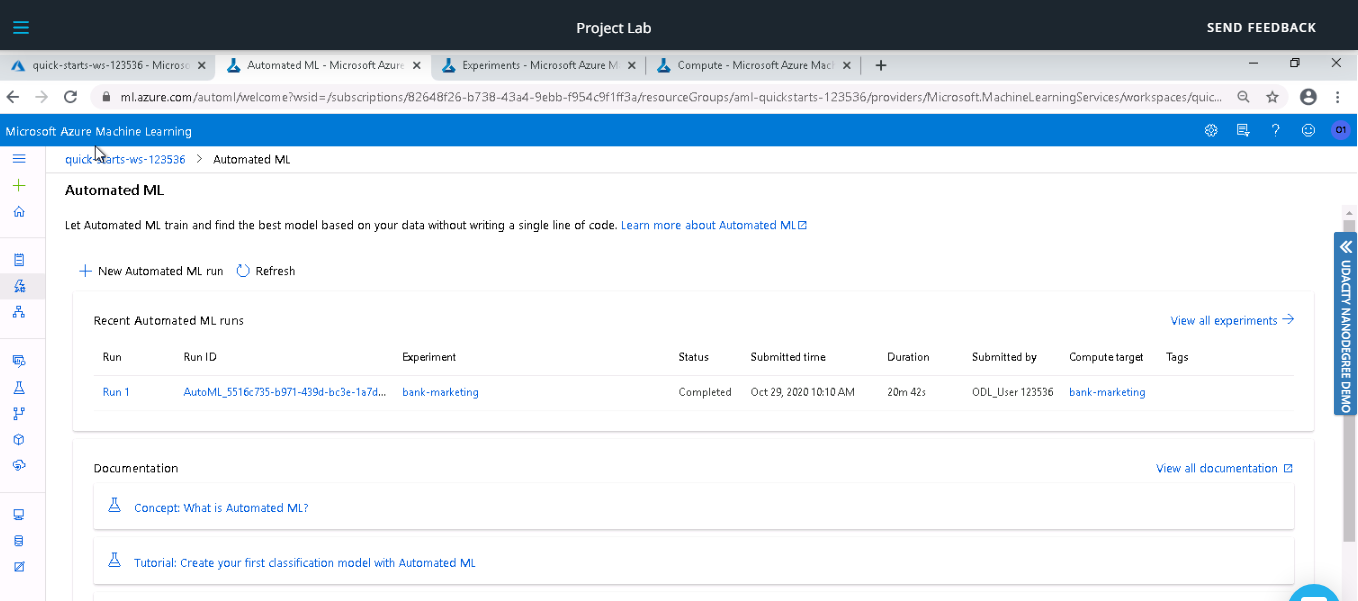 Project Lab
SEND FEEDBACK
quick-starts-ws-123536 - Microso
Automated ML - Microsoft Azure
Experiments - Microsoft Azure M
Compute - Microsoft Azure Mach
ml.azure.com/automl/welcome?wsid=/subscriptions/82648f26-b738-43a4-9ebb-f954c9f1ff3a/resourceGroups/aml-quickstarts-123536/providers/Microsoft.MachineLearningServices/workspaces/quic...
Microsoft Azure Machine Learning
O1
quick-starts-ws-123536 > Automated ML
Automated ML
Let Automated ML train and find the best model based on your data without writing a single line of code. Learn more about Automated ML
New Automated ML run Refresh
Recent Automated ML runs
View all experiments
Run Run ID Experiment Status Submitted time Duration Submitted by Compute target Tags
Run 1 AutoML_5516c735-b971-439d-bc3e-1a7d... bank-marketing Completed Oct 29, 2020 10:10 AM 20m 42s ODL_User 123536 bank-marketing
UDACITY NANODEGREE DEMO
Documentation
View all documentation
Concept: What is Automated ML?
Tutorial: Create your first classification model with Automated ML